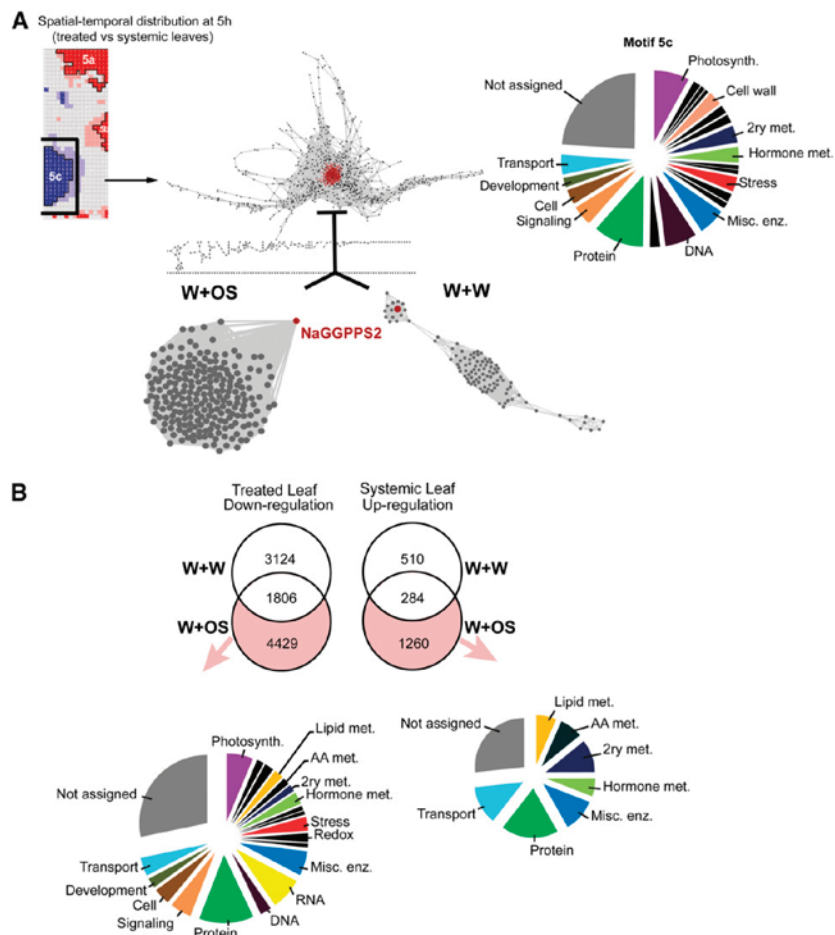 A
Spatial-temporal distribution at 5h
(treated vs systemic leaves)
5a
5c
Motif 5c
Photosynth.
Cell wall
2ry met.
Hormone met.
Stress
Misc. enz.
DNA
Protein
Signaling
Cell
Development
Transport
Not assigned
W+OS
W+W
NaGGPPS2
B
Treated Leaf
Down-regulation
Systemic Leaf
Up-regulation
W+W
3124
510
W+W
1806
284
W+OS
W+OS
4429
1260
Photosynth.
Lipid met.
AA met.
2ry met.
Hormone met.
Stress
Redox
Misc. enz.
RNA
DNA
Protein
Signaling
Cell
Development
Transport
Not assigned
Lipid met.
AA met.
2ry met.
Hormone met.
Misc. enz.
Protein
Transport
Not assigned